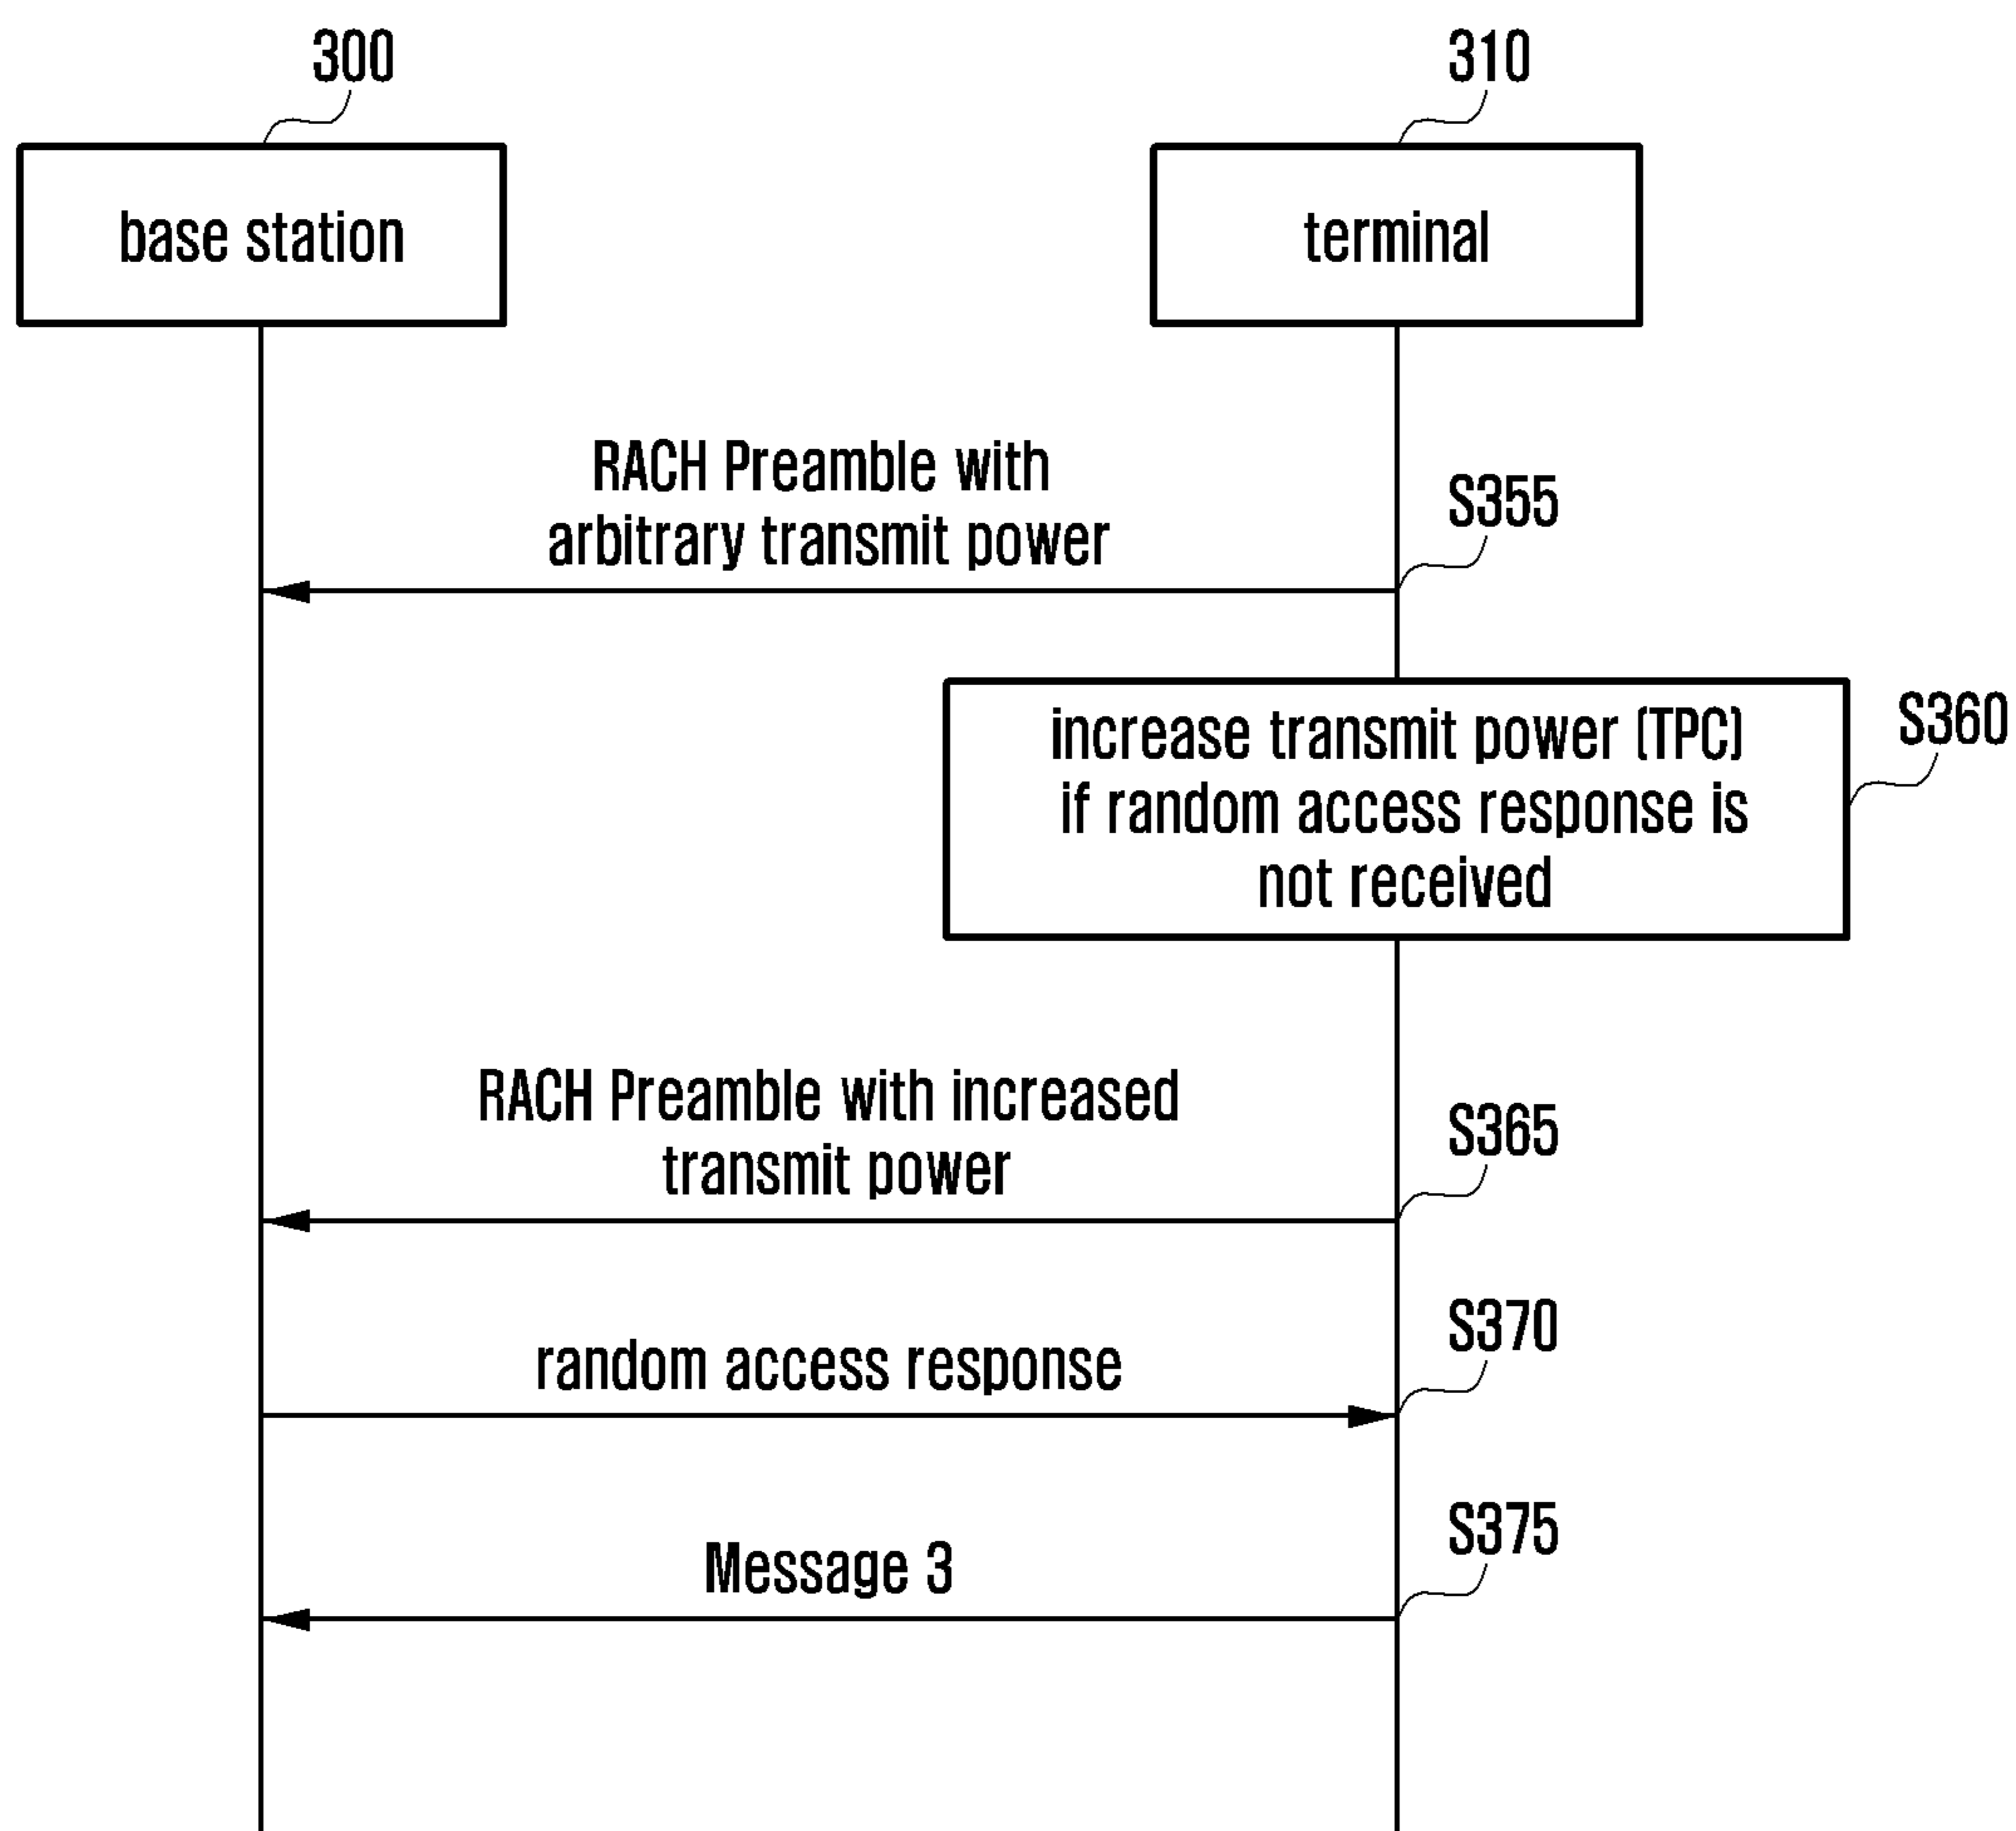 300
310
base station
terminal
RACH Preamble with
arbitrary transmit power
S355
increase transmit power (TPC)
if random access response is
not received
S360
RACH Preamble with increased
transmit power
S365
random access response
S370
Message 3
S375